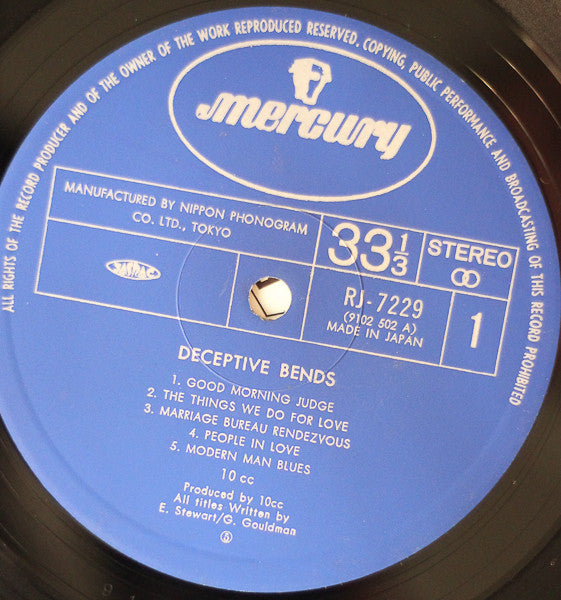 ALL RIGHTS OF THE RECORD PRODUCER AND OF THE OWNER OF THE WORK REPRODUCED RESERVED. COPYING, PUBLIC PERFORMANCE AND BROADCASTING OF THIS RECORD PROHIBITED
mercury
MANUFACTURED BY NIPPON PHONOGRAM
CO. LTD., TOKYO
33 1/3
STEREO
JASRAC
RJ-7229
(9102 502 A)
MADE IN JAPAN
1
DECEPTIVE BENDS
1. GOOD MORNING JUDGE
2. THE THINGS WE DO FOR LOVE
3. MARRIAGE BUREAU RENDEZVOUS
4. PEOPLE IN LOVE
5. MODERN MAN BLUES
10 cc
Produced by 10cc
All titles Written by
E. Stewart/G. Gouldman